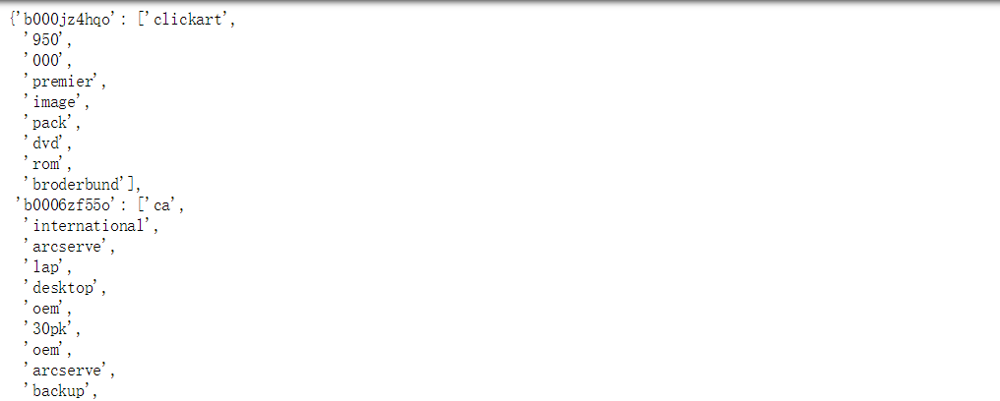 {'b000jz4hqo': ['clickart',
'950',
'000',
'premier',
'image',
'pack',
'dvd',
'rom',
'broderbund'],
'b0006zf55o': ['ca',
'international',
'arcserve',
'lap',
'desktop',
'oem',
'30pk',
'oem',
'arcserve',
'backup',